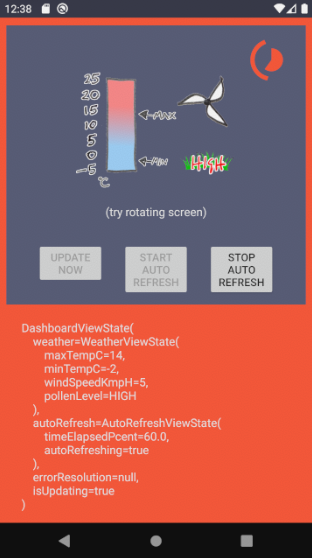 12:38
25
20
15
10
5
0
-5
°C
MAX
MIN
HIGH
(try rotating screen)
UPDATE
NOW
START
AUTO
REFRESH
STOP
AUTO
REFRESH
DashboardViewState(
weather=WeatherViewState(
maxTempC=14,
minTempC=-2,
windSpeedKmpH=5,
pollenLevel=HIGH
),
autoRefresh=AutoRefreshViewState(
timeElapsedPcent=60.0,
autoRefreshing=true
),
errorResolution=null,
isUpdating=true
)